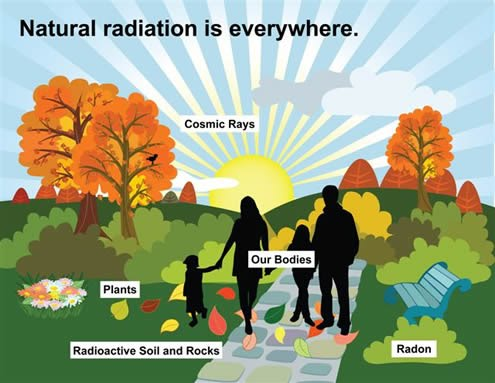 Natural radiation is everywhere.
Cosmic Rays
Our Bodies
Plants
Radioactive Soil and Rocks
Radon